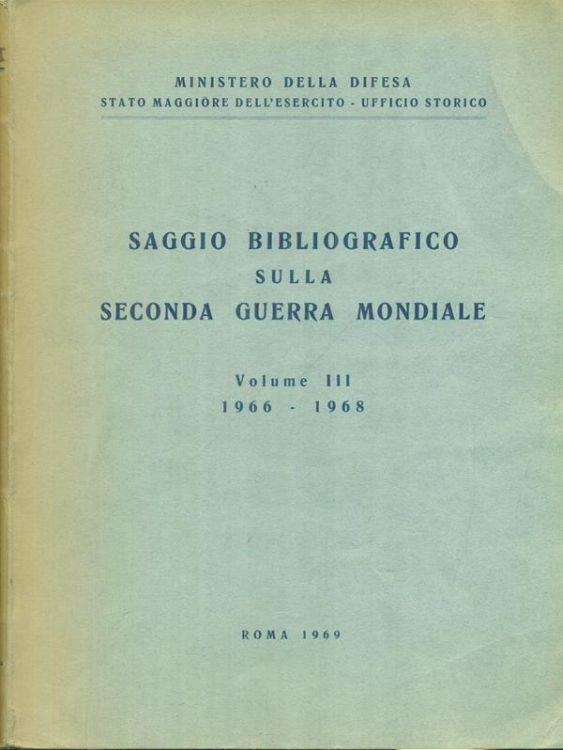 MINISTERO DELLA DIFESA
STATO MAGGIORE DELL'ESERCITO - UFFICIO STORICO
SAGGIO BIBLIOGRAFICO
SULLA
SECONDA GUERRA MONDIALE
Volume III
1966 - 1968
ROMA 1969